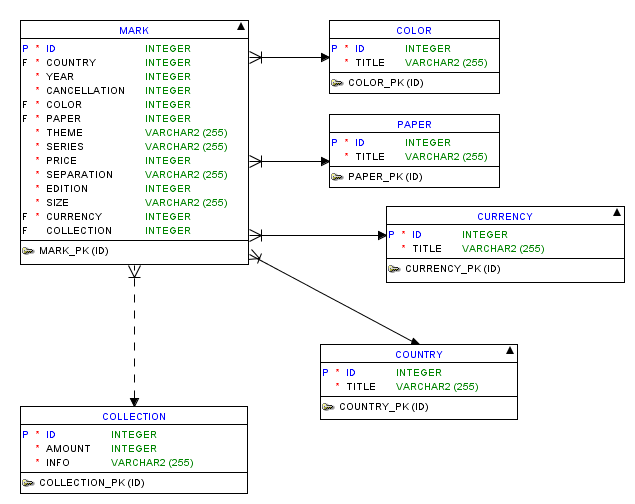 MARK
P * ID INTEGER
F * COUNTRY INTEGER
* YEAR INTEGER
* CANCELLATION INTEGER
F * COLOR INTEGER
F * PAPER INTEGER
* THEME VARCHAR2 (255)
* SERIES VARCHAR2 (255)
* PRICE INTEGER
* SEPARATION VARCHAR2 (255)
* EDITION INTEGER
* SIZE VARCHAR2 (255)
F * CURRENCY INTEGER
F COLLECTION INTEGER
MARK_PK (ID)
COLOR
P * ID INTEGER
* TITLE VARCHAR2 (255)
COLOR_PK (ID)
PAPER
P * ID INTEGER
* TITLE VARCHAR2 (255)
PAPER_PK (ID)
CURRENCY
P * ID INTEGER
* TITLE VARCHAR2 (255)
CURRENCY_PK (ID)
COUNTRY
P * ID INTEGER
* TITLE VARCHAR2 (255)
COUNTRY_PK (ID)
COLLECTION
P * ID INTEGER
* AMOUNT INTEGER
* INFO VARCHAR2 (255)
COLLECTION_PK (ID)